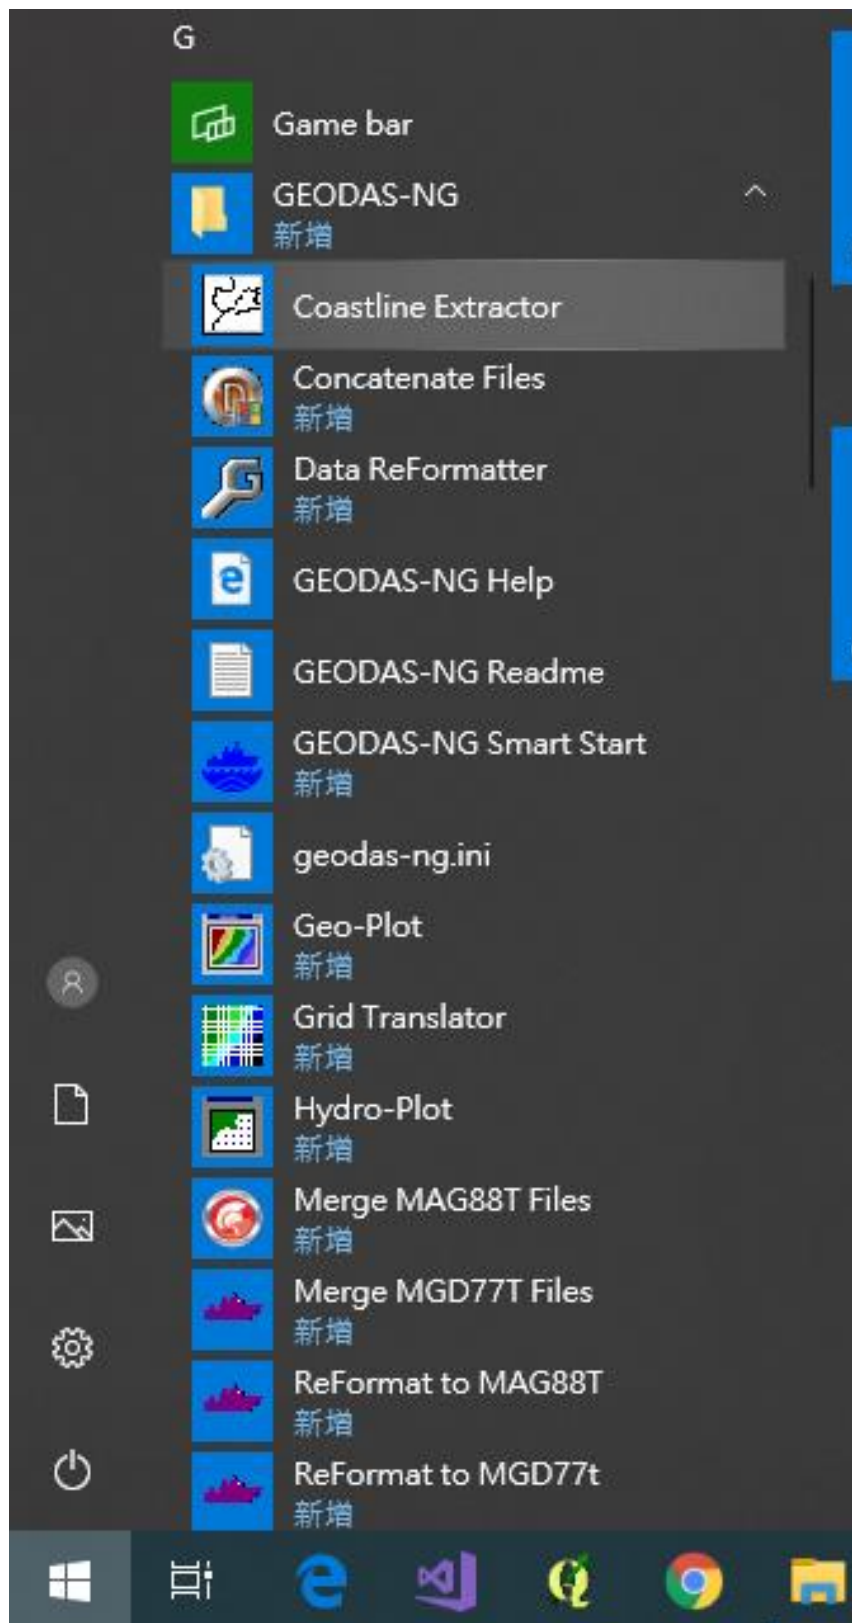 G
Game bar
GEODAS-NG
新增
Coastline Extractor
Concatenate Files
新增
Data ReFormatter
新增
GEODAS-NG Help
GEODAS-NG Readme
GEODAS-NG Smart Start
新增
geodas-ng.ini
Geo-Plot
新增
Grid Translator
新增
Hydro-Plot
新增
Merge MAG88T Files
新增
Merge MGD77T Files
新增
ReFormat to MAG88T
新增
ReFormat to MGD77t
新增